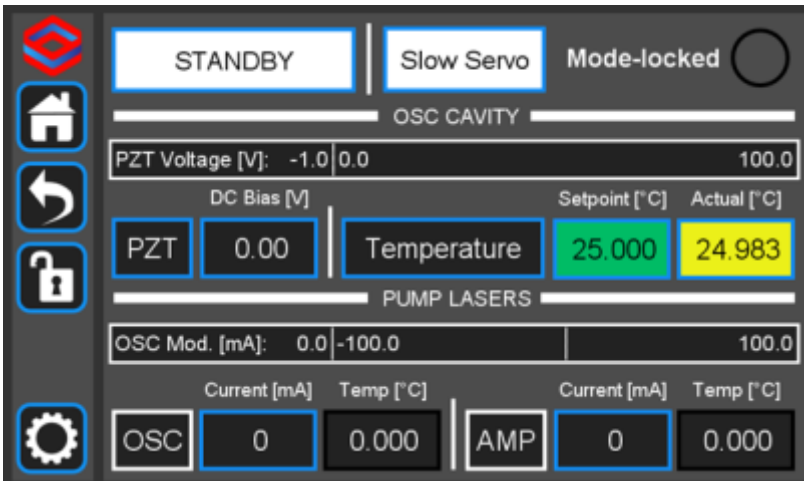 STANDBY Slow Servo Mode-locked
OSC CAVITY
PZT Voltage [V]: -1.0 0.0 100.0
DC Bias [V] Setpoint [°C] Actual [°C]
PZT 0.00 Temperature 25.000 24.983
PUMP LASERS
OSC Mod. [mA]: 0.0 -100.0 100.0
Current [mA] Temp [°C] Current [mA] Temp [°C]
OSC 0 0.000 AMP 0 0.000